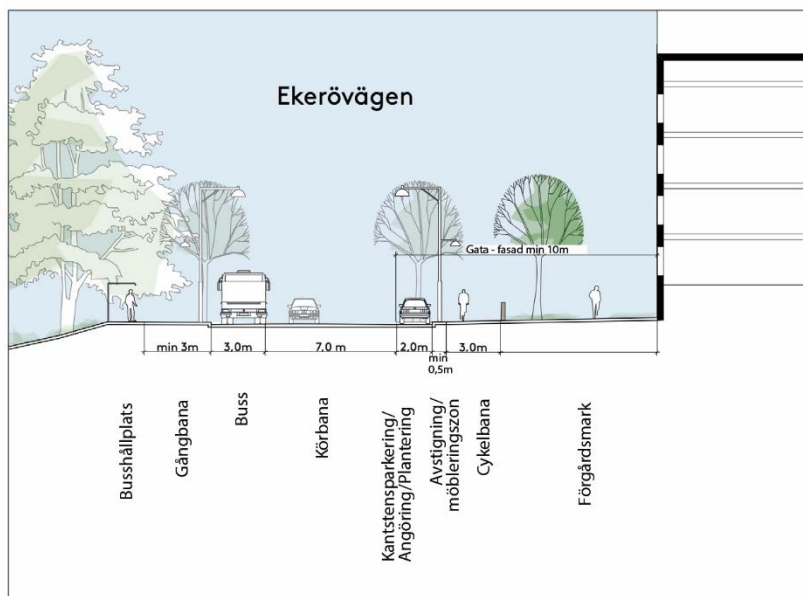 Ekerövägen
Gata - fasad min 10m
min 3m
3.0m
7,0 m
2,0m
min
0,5m
3.0m
Busshållplats
Gångbana
Buss
Körbana
Kantstensparkering/
Angöring/Plantering
Avstigning/
möbleringszon
Cykelbana
Förgårdsmark